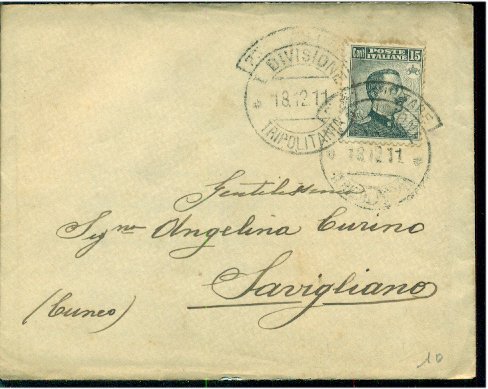 I DIVISIONE
18.12.11
TRIPOLITANIA
Cent. POSTE 15
ITALIANE
18.12.11
Gentilissima
Sig.na Angelina Curino
Savigliano
(Cuneo)
10